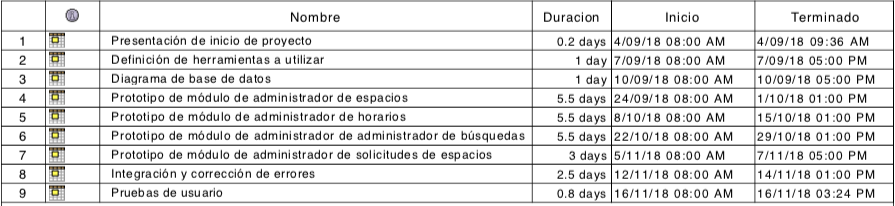 Nombre Duracion Inicio Terminado
1 Presentación de inicio de proyecto 0.2 days 4/09/18 08:00 AM 4/09/18 09:36 AM
2 Definición de herramientas a utilizar 1 day 7/09/18 08:00 AM 7/09/18 05:00 PM
3 Diagrama de base de datos 1 day 10/09/18 08:00 AM 10/09/18 05:00 PM
4 Prototipo de módulo de administrador de espacios 5.5 days 24/09/18 08:00 AM 1/10/18 01:00 PM
5 Prototipo de módulo de administrador de horarios 5.5 days 8/10/18 08:00 AM 15/10/18 01:00 PM
6 Prototipo de módulo de administrador de administrador de búsquedas 5.5 days 22/10/18 08:00 AM 29/10/18 01:00 PM
7 Prototipo de módulo de administrador de solicitudes de espacios 3 days 5/11/18 08:00 AM 7/11/18 05:00 PM
8 Integración y corrección de errores 2.5 days 12/11/18 08:00 AM 14/11/18 01:00 PM
9 Pruebas de usuario 0.8 days 16/11/18 08:00 AM 16/11/18 03:24 PM